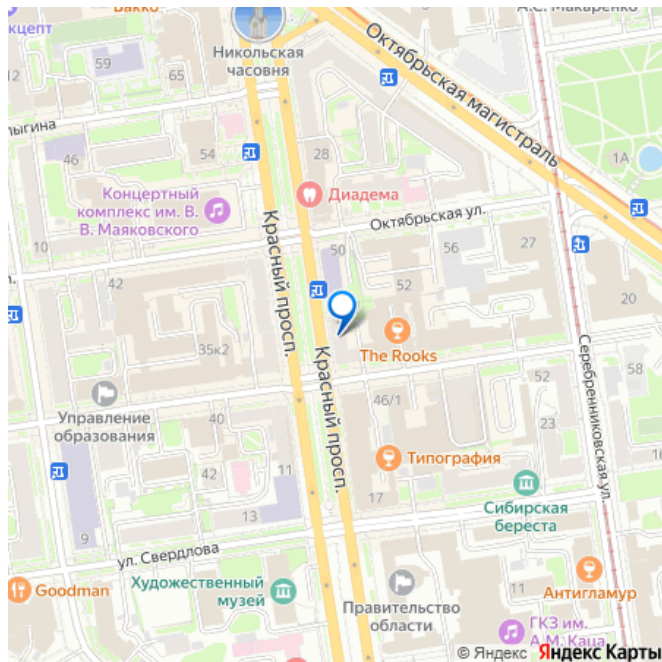 Bakko
А.С. Макаренко
кцепт
Никольская
часовня
59
12
65
Октябрьская магистраль
лыгина
1А
46
54
28
Диадема
Концертный
комплекс им. В.
В. Маяковского
Октябрьская ул.
10
50
56
27
л.
42
52
20
Красный просп.
35к2
The Rooks
Красный просп.
58
Серебренниковская ул.
Управление
образования
40
46/1
52
23
42
11
Типография
17
Сибирская
береста
13
9
ул. Свердлова
Goodman
Художественный
музей
Правительство
области
5
Антигламур
ГКЗ им.
А.М. Каца
© Яндекс Яндекс Карты